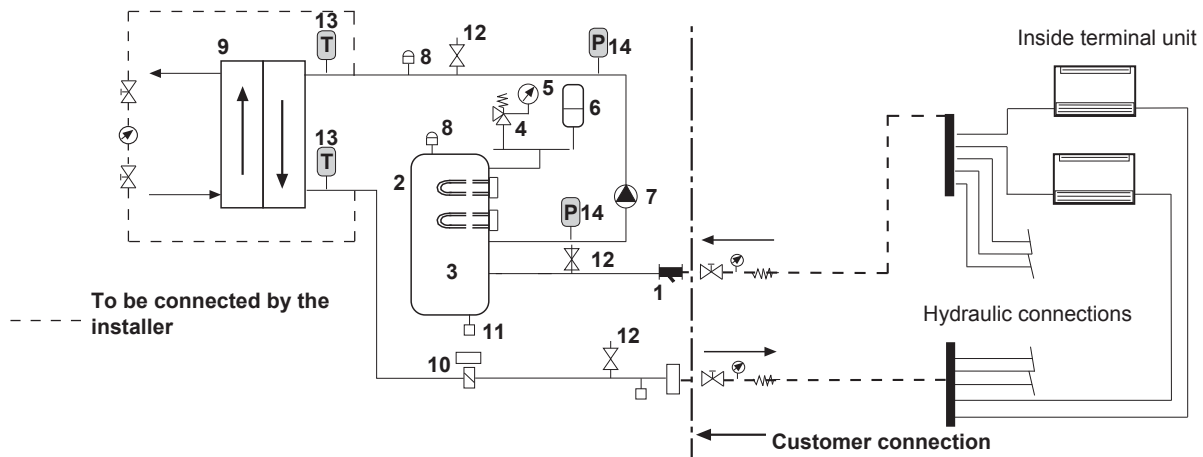 13
12
9
T
8
P 14
Inside terminal unit
5
6
4
8
13
T
2
7
P 14
12
3
1
To be connected by the
installer
11
Hydraulic connections
12
10
Customer connection